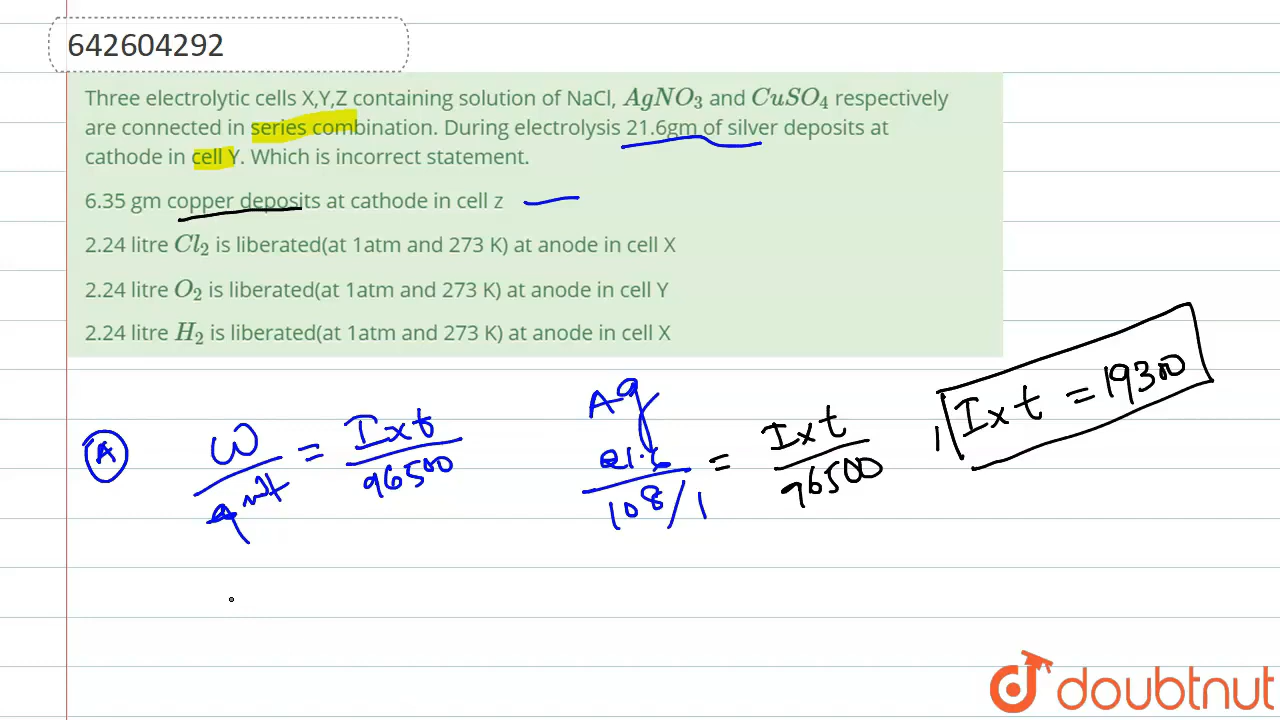 642604292
Three electrolytic cells X,Y,Z containing solution of NaCl, AgNO₃ and CuSO₄ respectively
are connected in series combination. During electrolysis 21.6gm of silver deposits at
cathode in cell Y. Which is incorrect statement.
6.35 gm copper deposits at cathode in cell z
2.24 litre Cl₂ is liberated(at 1atm and 273 K) at anode in cell X
2.24 litre O₂ is liberated(at 1atm and 273 K) at anode in cell Y
2.24 litre H₂ is liberated(at 1atm and 273 K) at anode in cell X
I x t = 19300
Ag
A
W / = I x t / 96500
21.6 / 108/1 = I x t / 96500
doubtnut